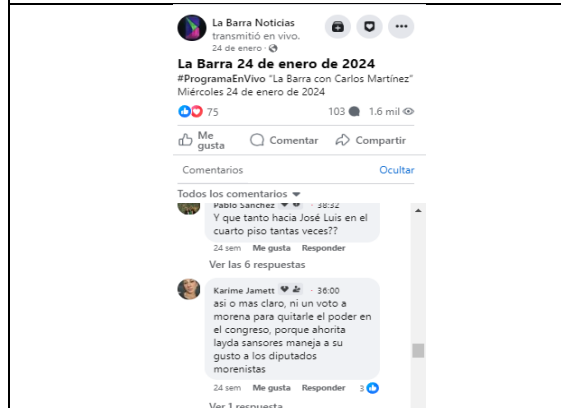 La Barra Noticias
transmitió en vivo.
24 de enero ·
La Barra 24 de enero de 2024
#ProgramaEnVivo "La Barra con Carlos Martínez"
Miércoles 24 de enero de 2024
75 103 1.6 mil
Me gusta Comentar Compartir
Comentarios Ocultar
Todos los comentarios
Pablo Sanchez · 38:32
Y que tanto hacia José Luis en el
cuarto piso tantas veces??
24 sem Me gusta Responder
Ver las 6 respuestas
Karime Jamett · 36:00
asi o mas claro, ni un voto a
morena para quitarle el poder en
el congreso, porque ahorita
layda sansores maneja a su
gusto a los diputados
morenistas
24 sem Me gusta Responder 3
Ver 1 respuesta